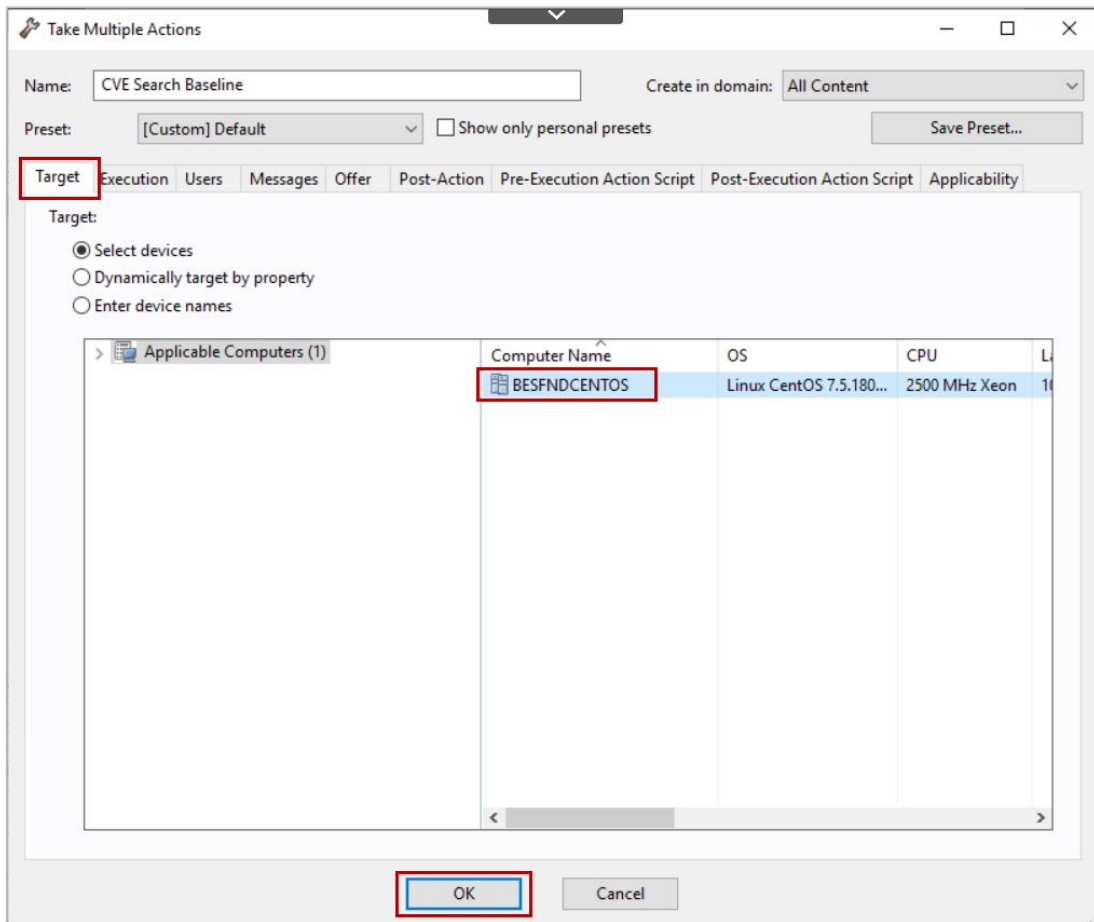 Take Multiple Actions
Name: CVE Search Baseline Create in domain: All Content
Preset: [Custom] Default Show only personal presets Save Preset...
Target Execution Users Messages Offer Post-Action Pre-Execution Action Script Post-Execution Action Script Applicability
Target:
Select devices
Dynamically target by property
Enter device names
Applicable Computers (1) Computer Name OS CPU
BESFNDCENTOS Linux CentOS 7.5.180... 2500 MHz Xeon
OK Cancel